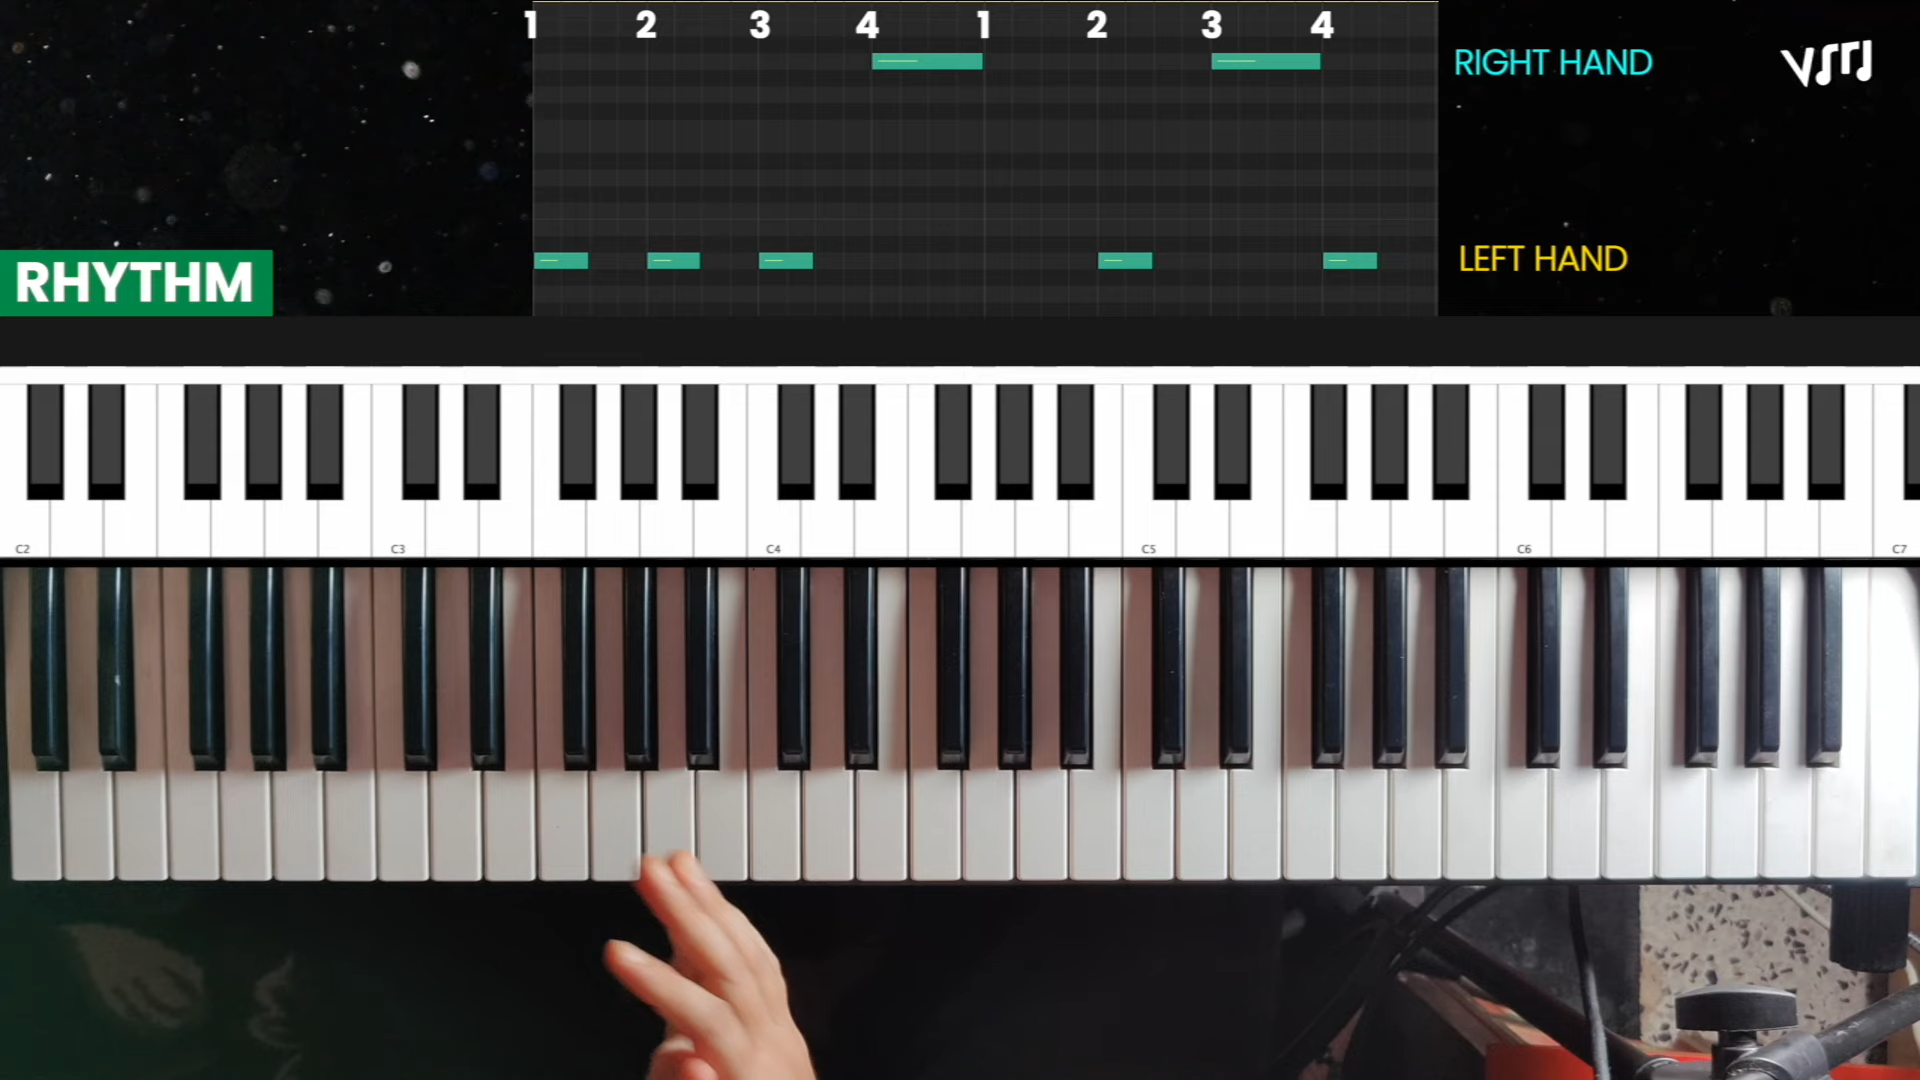 1 2 3 4 1 2 3 4
RIGHT HAND
LEFT HAND
RHYTHM
C2 C3 C4 C5 C6 C7